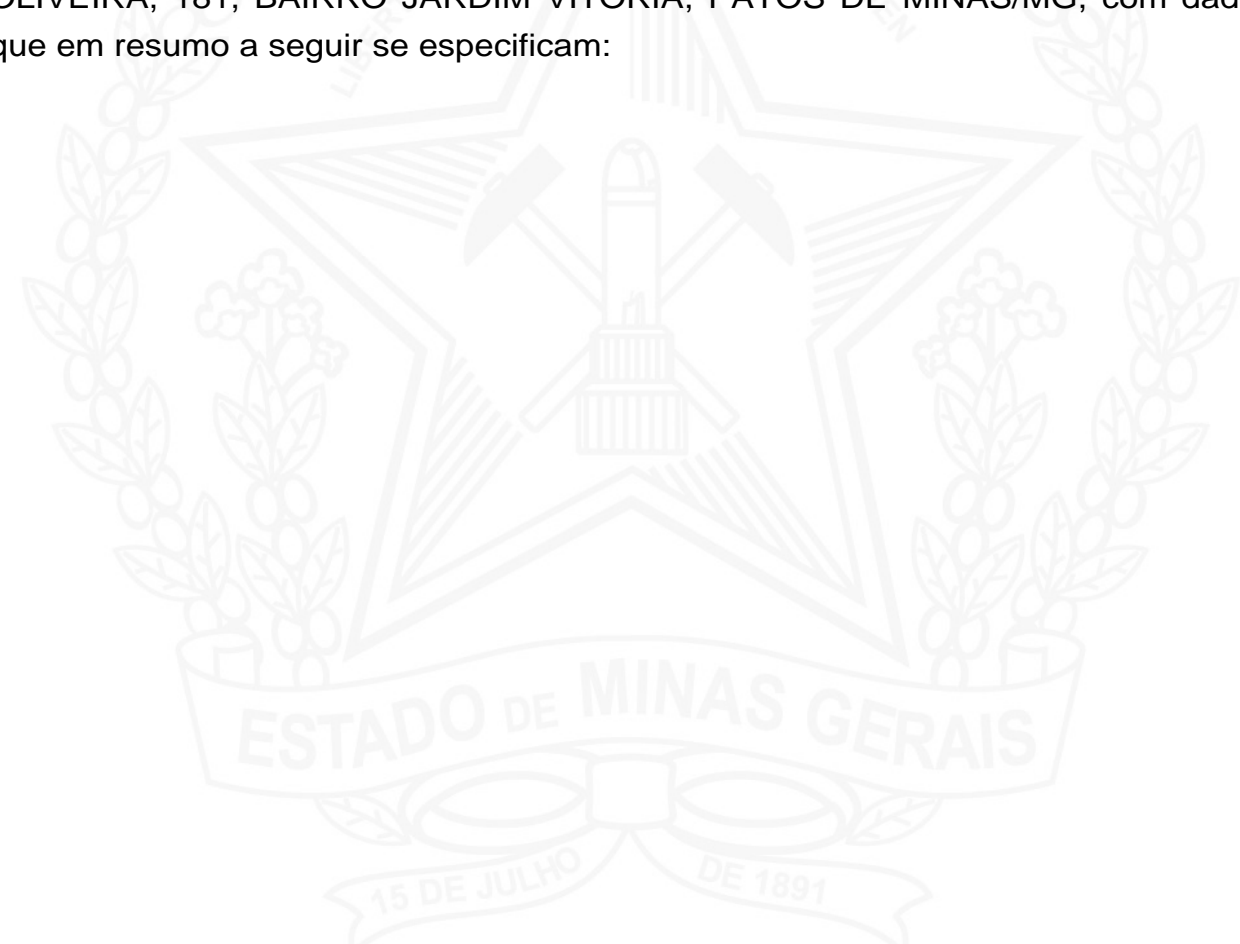 OLIVEIRA, 181, BAIRRO JARDIM VITÓRIA, PATOS DE MINAS/MG, com dad
que em resumo a seguir se especificam:
ESTADO DE MINAS GERAIS
15 DE JULHO DE 1891